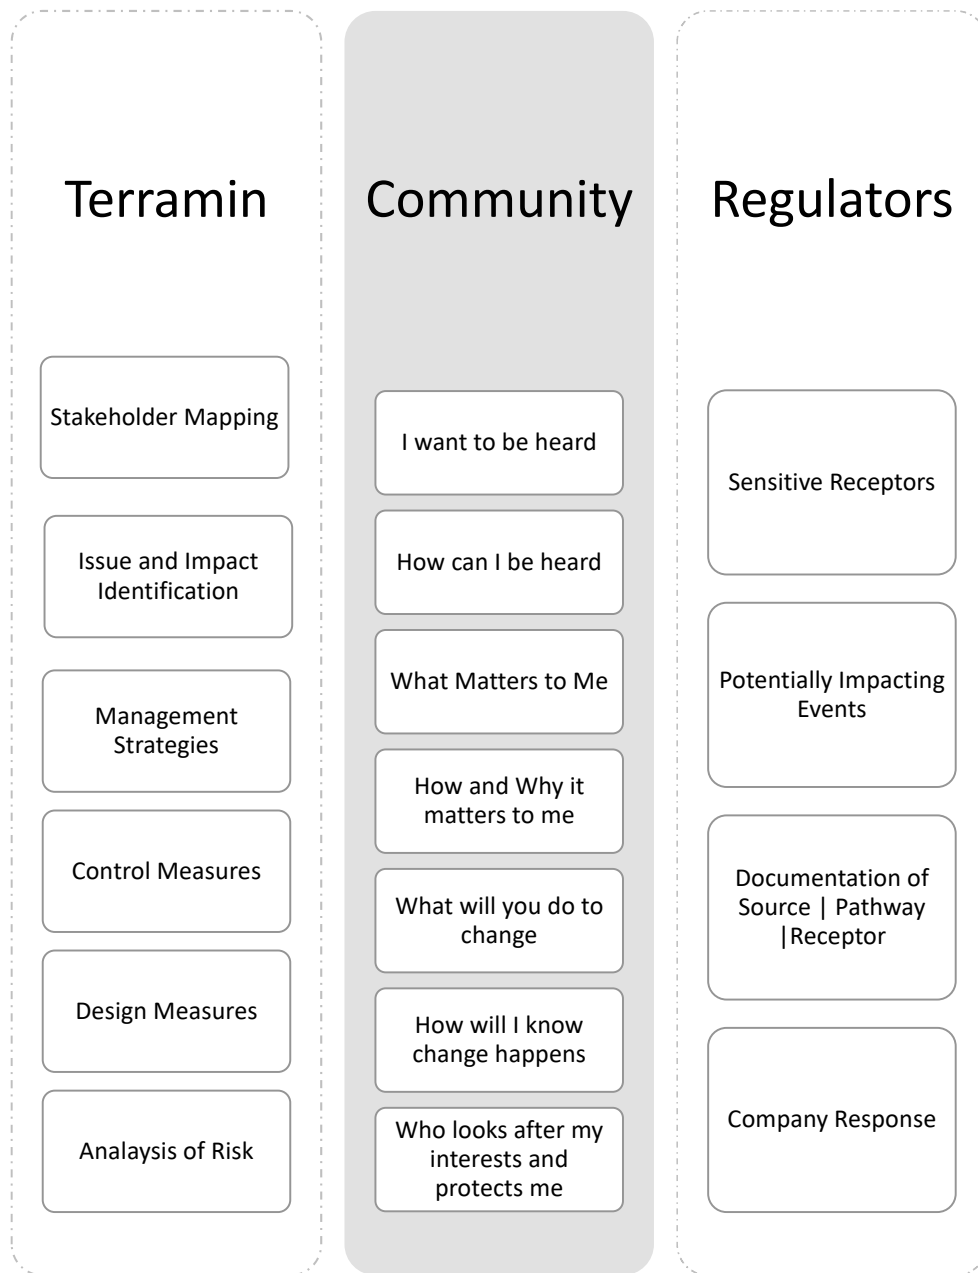 Terramin
Stakeholder Mapping
Issue and Impact
Identification
Management
Strategies
Control Measures
Design Measures
Analaysis of Risk
Community
I want to be heard
How can I be heard
What Matters to Me
How and Why it
matters to me
What will you do to
change
How will I know
change happens
Who looks after my
interests and
protects me
Regulators
Sensitive Receptors
Potentially Impacting
Events
Documentation of
Source | Pathway
|Receptor
Company Response